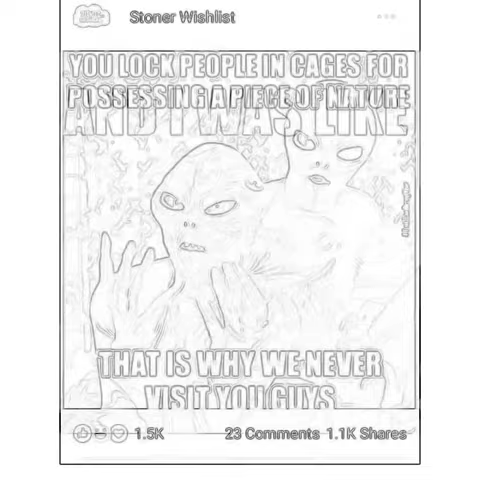 Stoner Wishlist
YOU LOCK PEOPLE IN CAGES FOR
POSSESSING A PIECE OF NATURE
AND I WAS LIKE
THAT IS WHY WE NEVER
VISIT YOU GUYS
1.5K 23 Comments 1.1K Shares